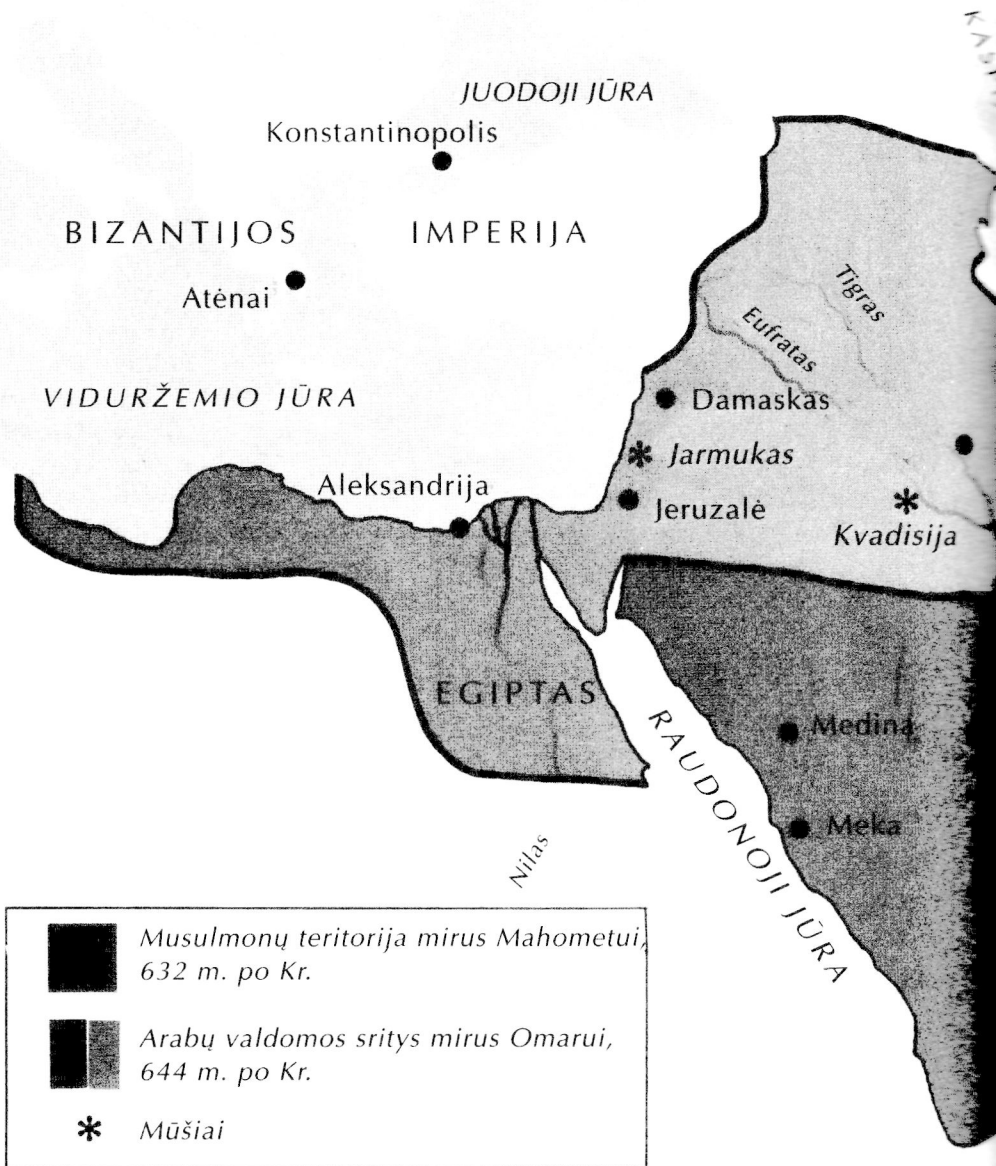 KASP
JUODOJI JŪRA
Konstantinopolis
BIZANTIJOS IMPERIJA
Atėnai
Tigras
Eufratas
VIDURŽEMIO JŪRA
Damaskas
Jarmukas
Aleksandrija
Jeruzalė
Kvadisija
EGIPTAS
RAUDONOJI JŪRA
Medina
Meka
Nilas
Musulmonų teritorija mirus Mahometui,
632 m. po Kr.
Arabų valdomos sritys mirus Omarui,
644 m. po Kr.
Mūšiai